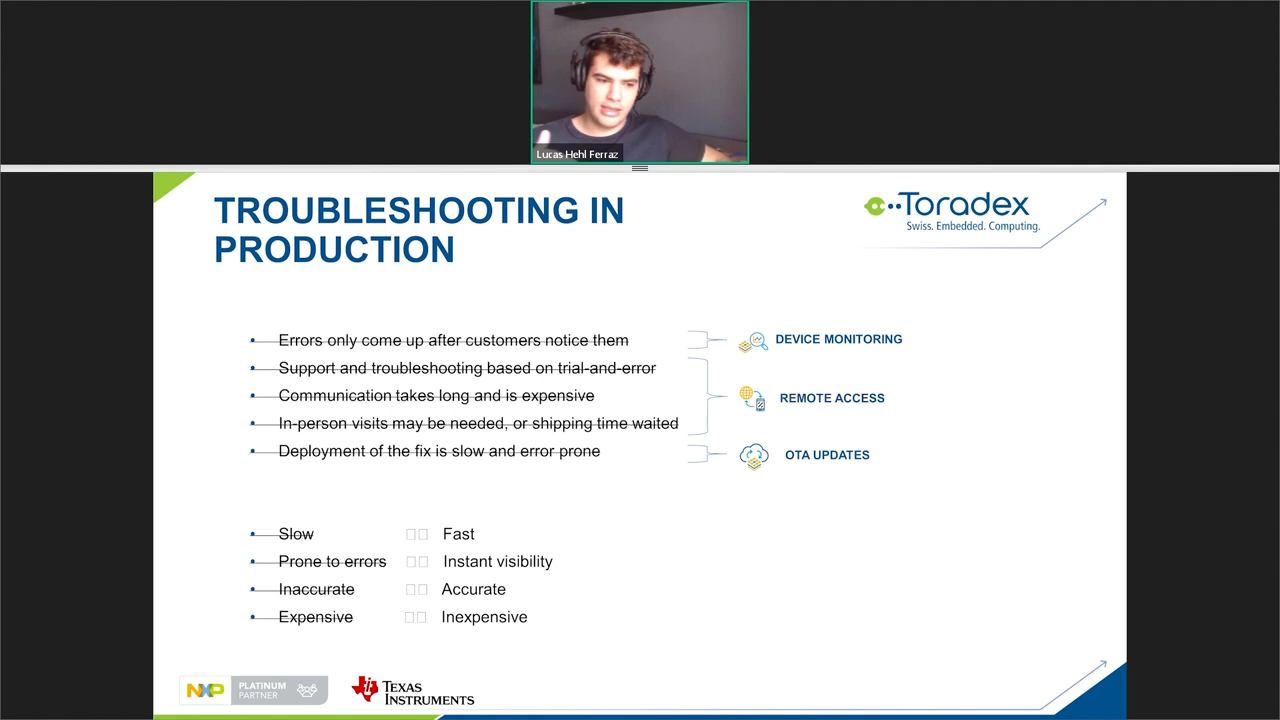 Lucas Hehl Ferraz
TROUBLESHOOTING IN
PRODUCTION
Toradex
Swiss. Embedded. Computing.
Errors only come up after customers notice them
DEVICE MONITORING
Support and troubleshooting based on trial-and-error
Communication takes long and is expensive
REMOTE ACCESS
In-person visits may be needed, or shipping time waited
Deployment of the fix is slow and error prone
OTA UPDATES
Slow Fast
Prone to errors Instant visibility
Inaccurate Accurate
Expensive Inexpensive
NXP
PLATINUM
PARTNER
TEXAS
INSTRUMENTS